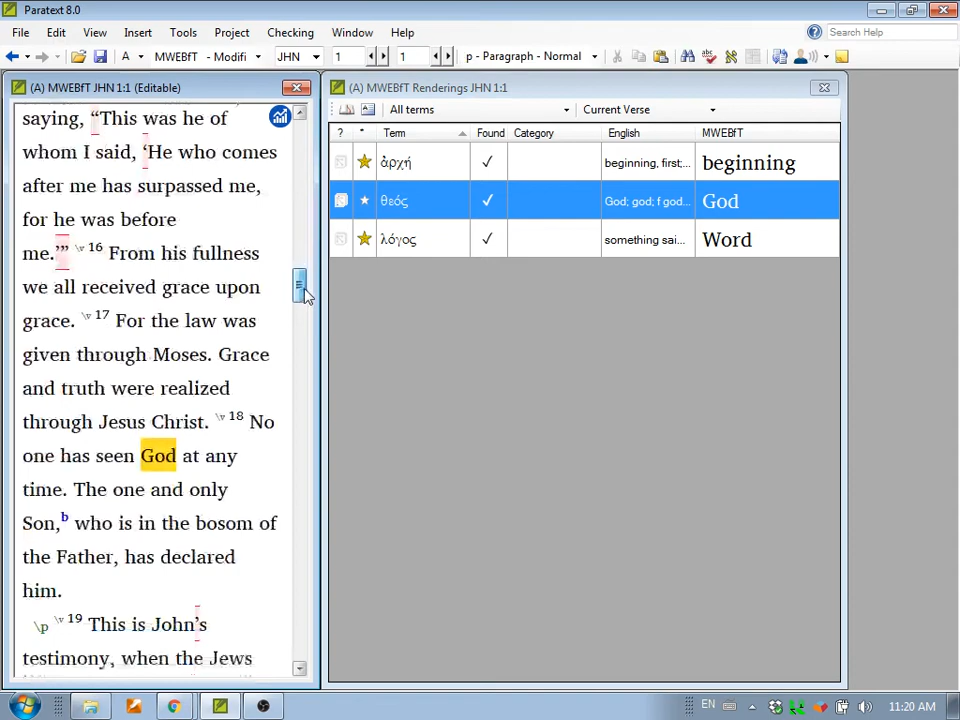 Paratext 8.0
File Edit View Insert Tools Project Checking Window Help
Search Help
A MWEBfT - Modifi JHN 1 1 p - Paragraph - Normal
(A) MWEBfT JHN 1:1 (Editable)
saying, “This was he of
whom I said, ‘He who comes
after me has surpassed me,
for he was before
me.’” \v 16 From his fullness
we all received grace upon
grace. \v 17 For the law was
given through Moses. Grace
and truth were realized
through Jesus Christ. \v 18 No
one has seen God at any
time. The one and only
Son,b who is in the bosom of
the Father, has declared
him.
\p \v 19 This is John’s
testimony, when the Jews
(A) MWEBfT Renderings JHN 1:1
All terms Current Verse
? * Term Found Category English MWEBfT
ἀρχή ✓ beginning, first;... beginning
θεός ✓ God; god; f god... God
λόγος ✓ something sai... Word
EN 11:20 AM